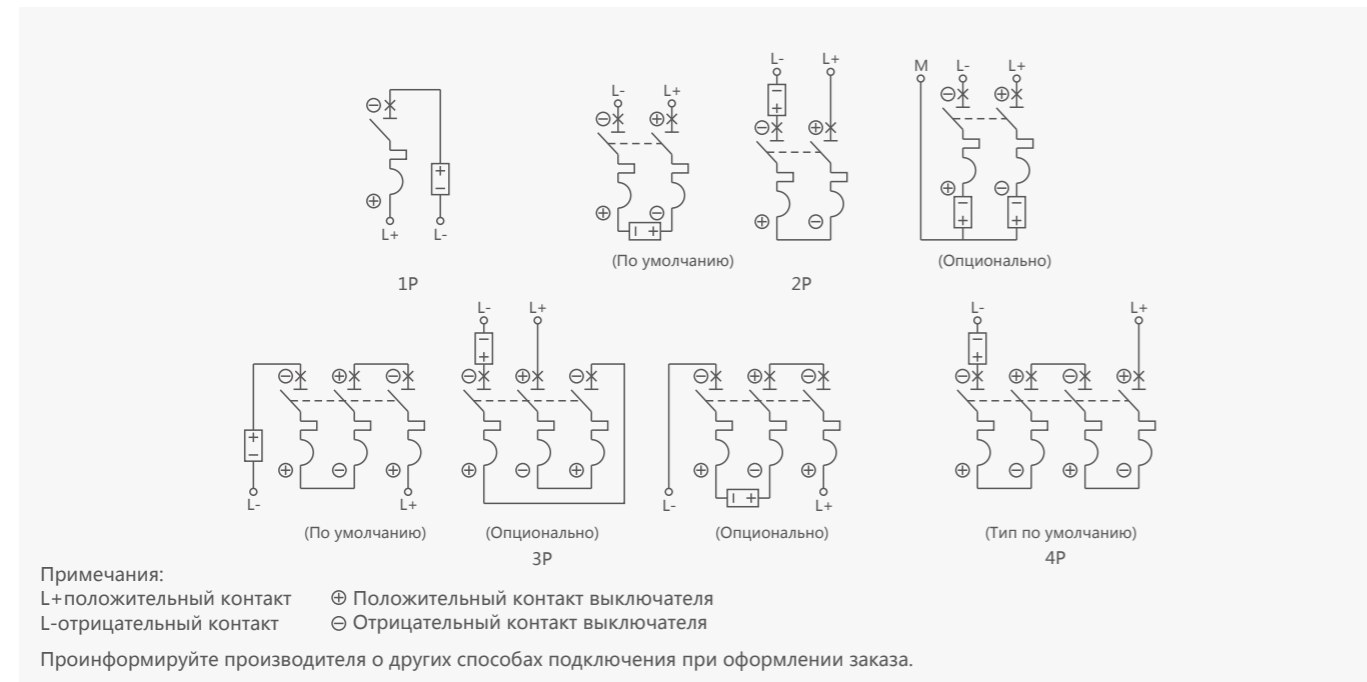 L- L+
M L- L+
L- L+
L+ L-
(По умолчанию)
(Опционально)
1P
2P
L- L+
L-
L+
L-
L+
L-
L+
(По умолчанию)
(Опционально)
(Опционально)
(Тип по умолчанию)
3P
4P
Примечания:
L+положительный контакт ⊕ Положительный контакт выключателя
L-отрицательный контакт ⊖ Отрицательный контакт выключателя
Проинформируйте производителя о других способах подключения при оформлении заказа.